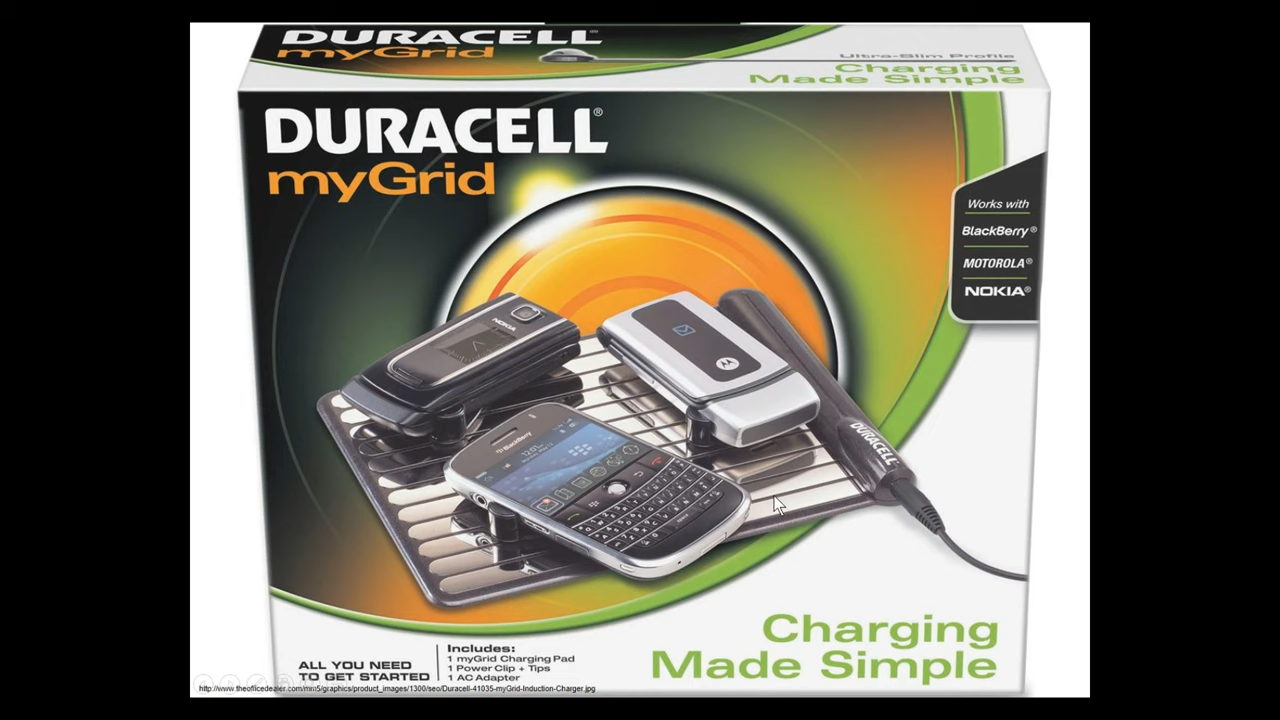 DURACELL®
myGrid
Ultra-Slim Profile
Charging
Made Simple
DURACELL®
myGrid
Works with
BlackBerry®
MOTOROLA®
NOKIA®
NOKIA
BlackBerry
DURACELL
Charging
Made Simple
ALL YOU NEED
TO GET STARTED
Includes:
1 myGrid Charging Pad
1 Power Clip + Tips
1 AC Adapter
http://www.theofficedealer.com/mm5/graphics/product_images/1300/seo/Duracell-41035-myGrid-Induction-Charger.jpg